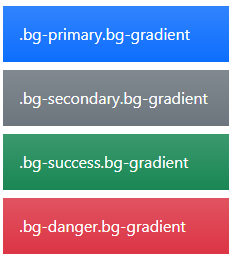 .bg-primary.bg-gradient
.bg-secondary.bg-gradient
.bg-success.bg-gradient
.bg-danger.bg-gradient